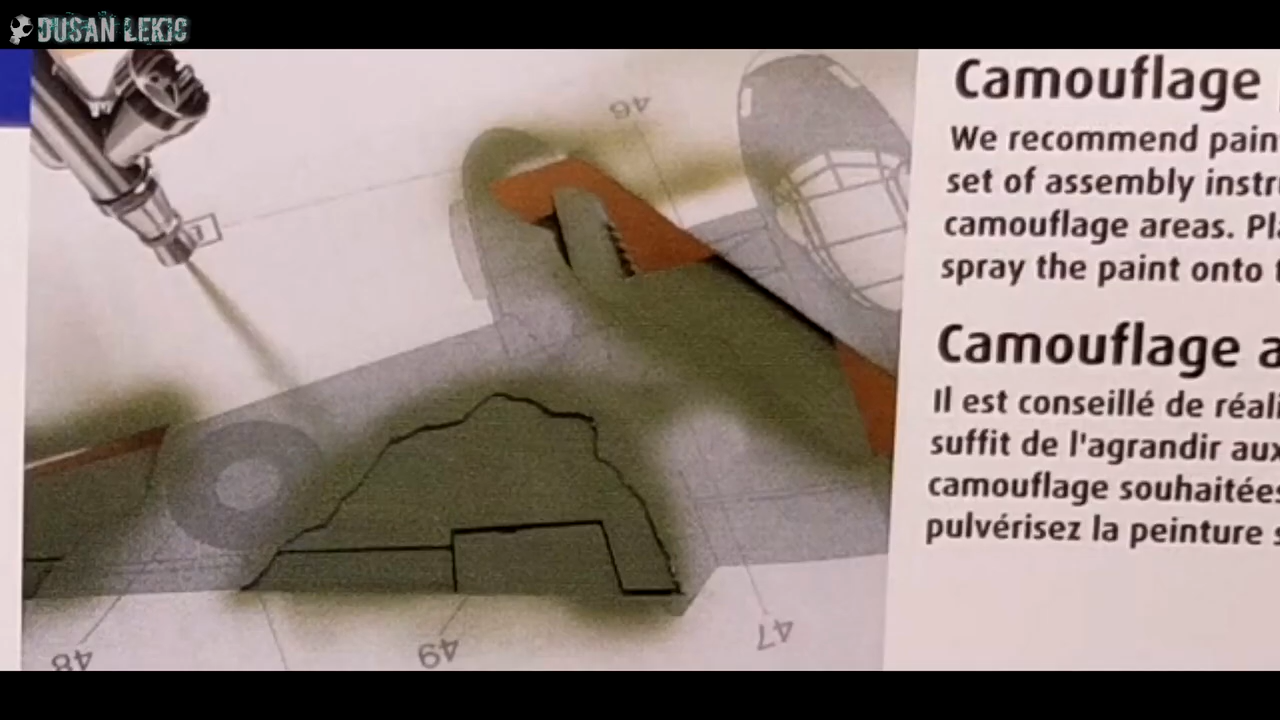 DUSAN LEKIC
46
47
49
48
Camouflage
We recommend pain
set of assembly instr
camouflage areas. Pl
spray the paint onto
Camouflage a
Il est conseillé de réali
suffit de l'agrandir aux
camouflage souhaitées
pulvérisez la peinture s